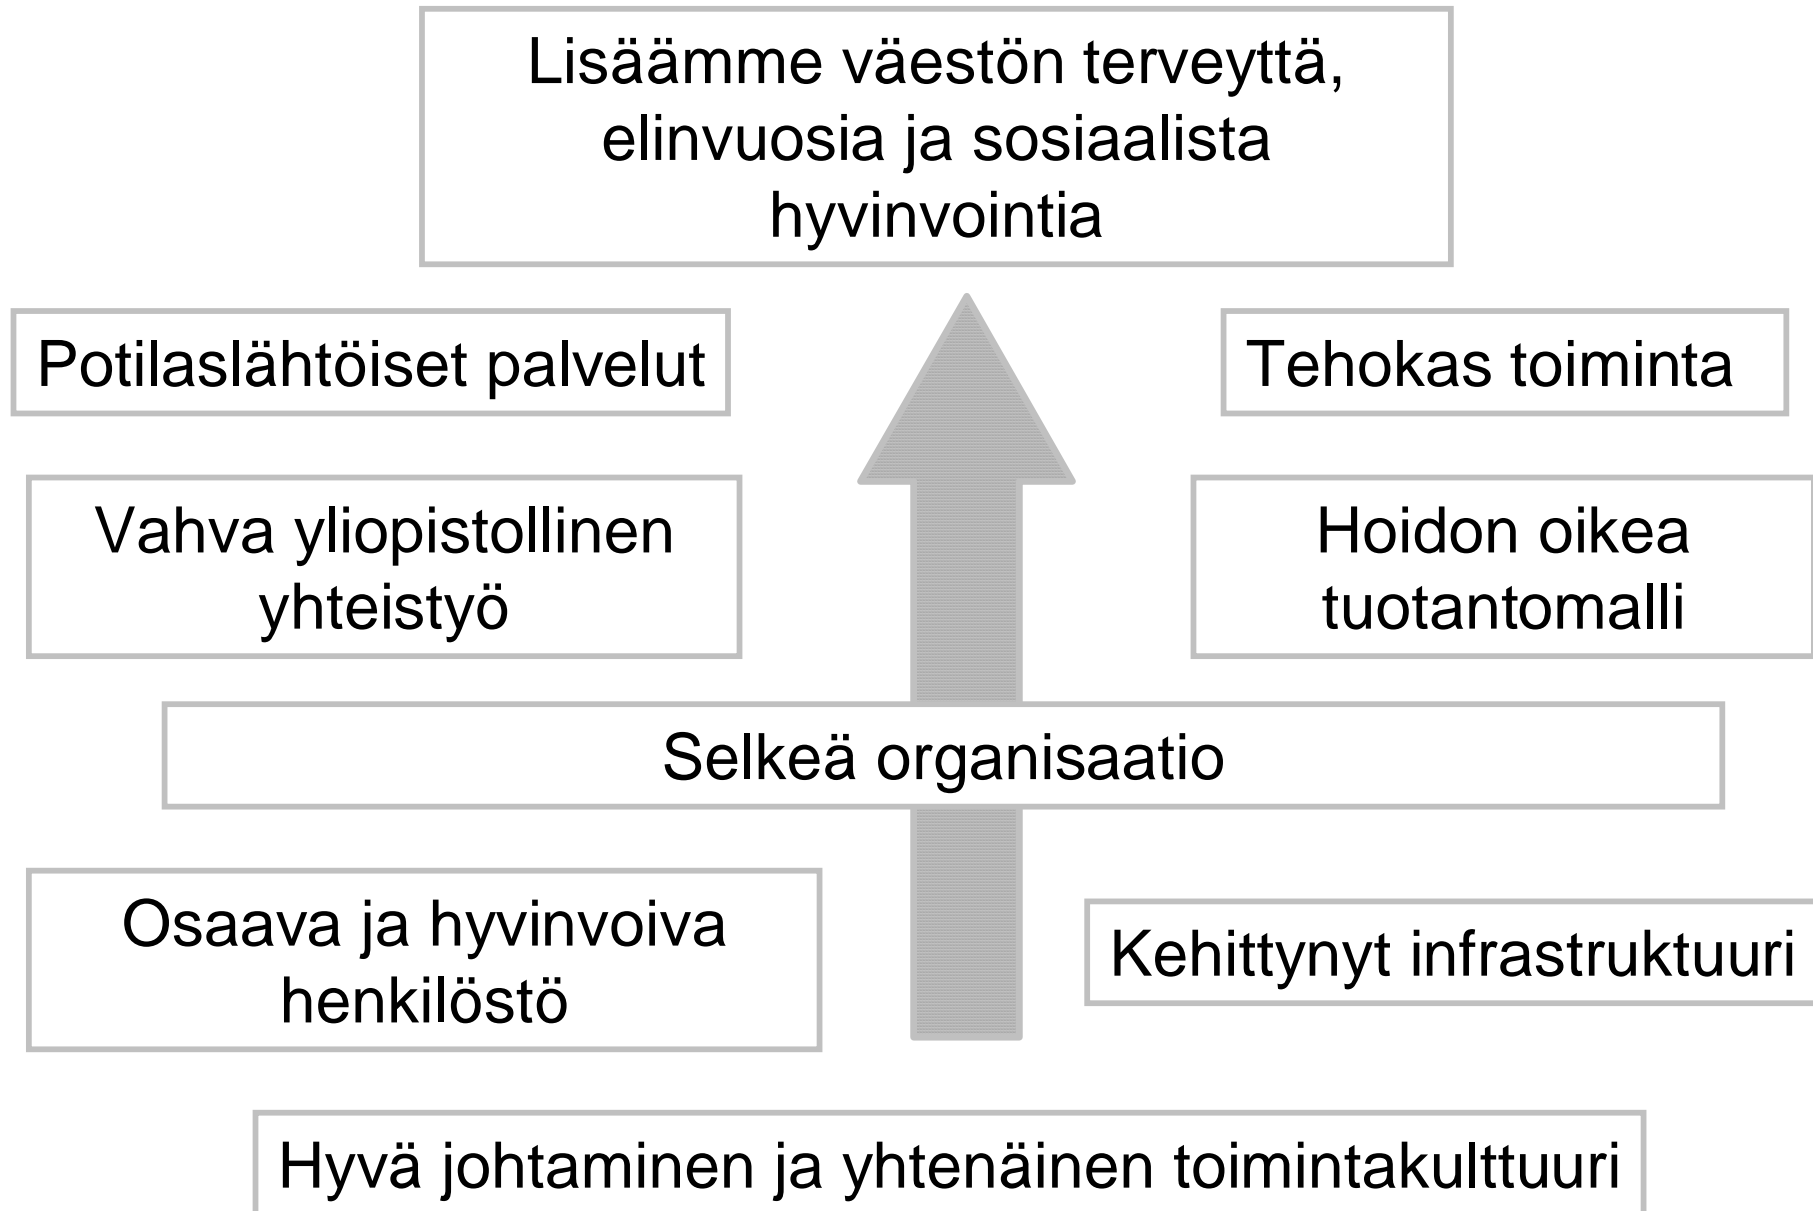 Lisäämme väestön terveyttä,
elinvuosia ja sosiaalista
hyvinvointia
Potilaslähtöiset palvelut
Tehokas toiminta
Vahva yliopistollinen
yhteistyö
Hoidon oikea
tuotantomalli
Selkeä organisaatio
Osaava ja hyvinvoiva
henkilöstö
Kehittynyt infrastruktuuri
Hyvä johtaminen ja yhtenäinen toimintakulttuuri